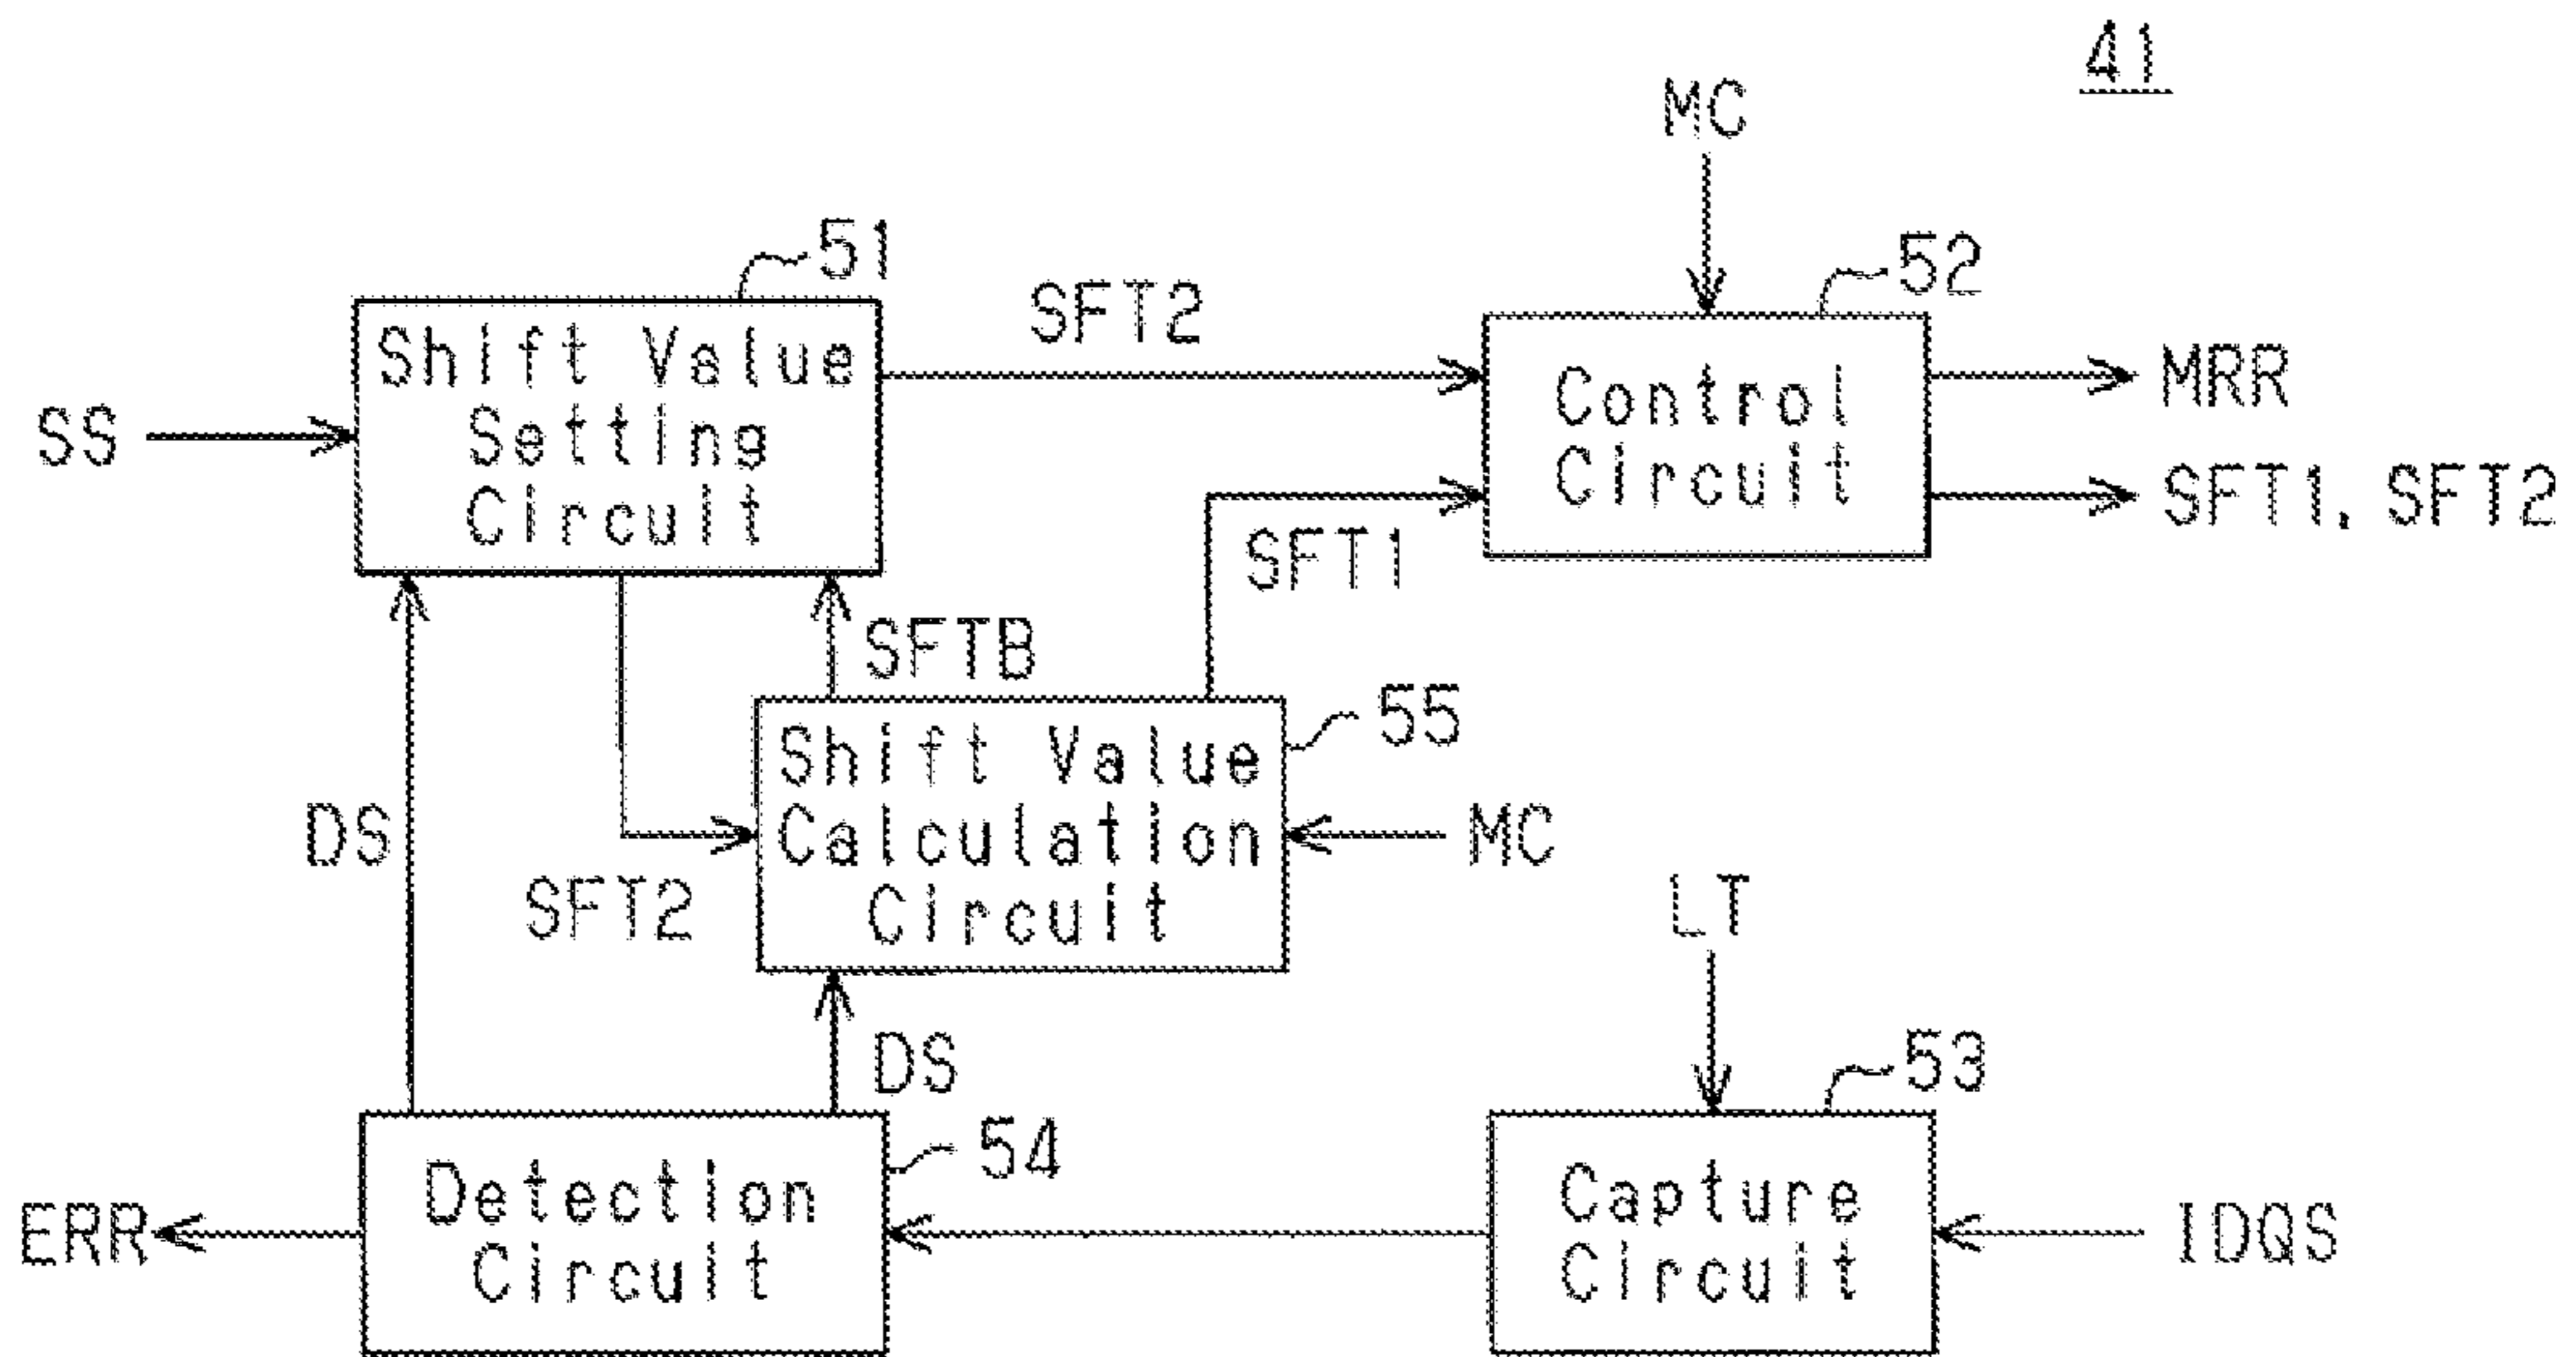 41
MC
51
52
SFT2
Shift Value
Setting
Circuit
SS
Control
Circuit
MRR
SFT1, SFT2
SFT1
SFTB
55
Shift Value
Calculation
Circuit
DS
MC
SFT2
LT
DS
53
54
Detection
Circuit
Capture
Circuit
ERR
IDQS